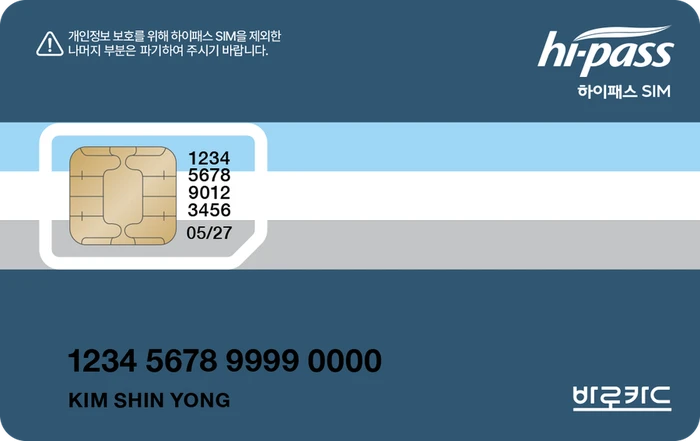 개인정보 보호를 위해 하이패스 SIM을 제외한
나머지 부분은 파기하여 주시기 바랍니다.
hi-pass
하이패스 SIM
1234
5678
9012
3456
05/27
1234 5678 9999 0000
KIM SHIN YONG
바로카드